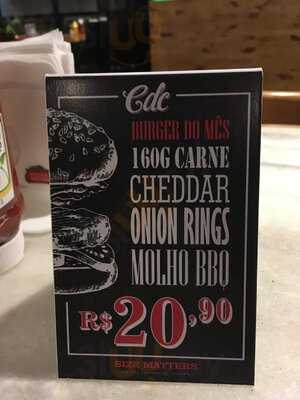 Cdc
BURGER DO MÊS
160G CARNE
CHEDDAR
ONION RINGS
MOLHO BBQ
R$20,90
SIZE MATTERS